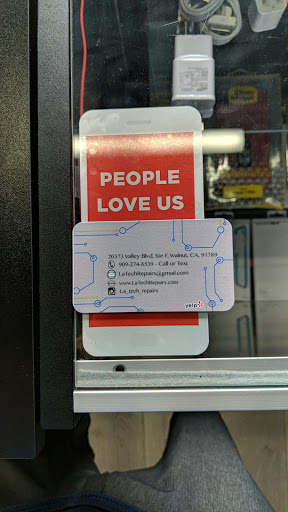 PEOPLE
LOVE US
20373 Valley Blvd, Ste F, Walnut, CA, 91789
909-274-8539 - Call or Text
LaTechRepairs@gmail.com
www.LaTechRepairs.com
La_tech_repairs
yelp